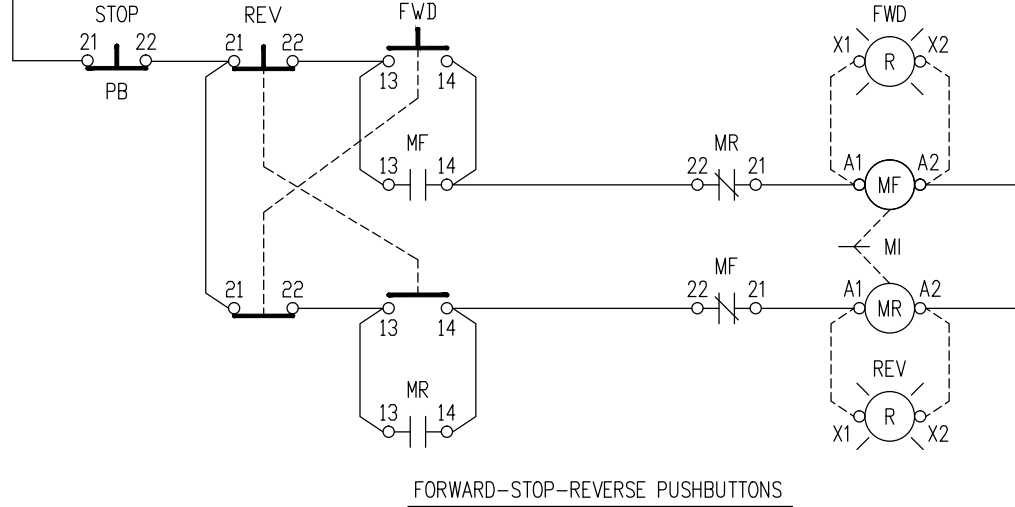 STOP REV FWD FWD
21 22 21 22 X1 R X2
PB 13 14
MF MR
13 14 22 21 A1 MF A2
MI
MF
21 22 22 21 A1 MR A2
13 14
MR REV
13 14 R
X1 X2
FORWARD-STOP-REVERSE PUSHBUTTONS